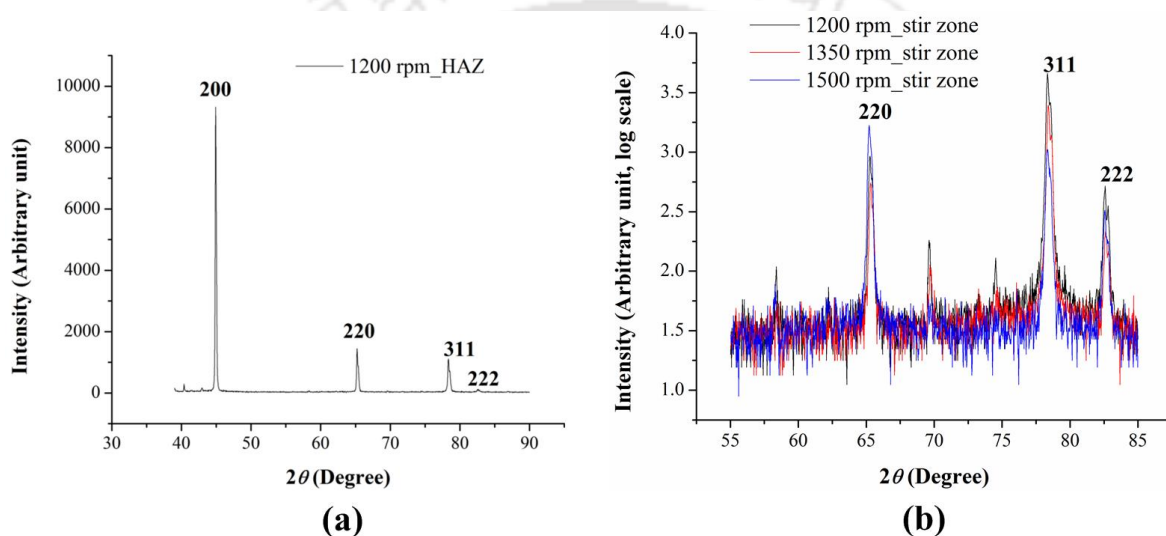 1200 rpm_HAZ
200
220
311
222
10000
8000
6000
4000
2000
0
30 40 50 60 70 80 90
Intensity (Arbitrary unit)
2θ (Degree)
(a)
1200 rpm_stir zone
1350 rpm_stir zone
1500 rpm_stir zone
311
220
222
4.0
3.5
3.0
2.5
2.0
1.5
1.0
55 60 65 70 75 80 85
Intensity (Arbitrary unit, log scale)
2θ (Degree)
(b)